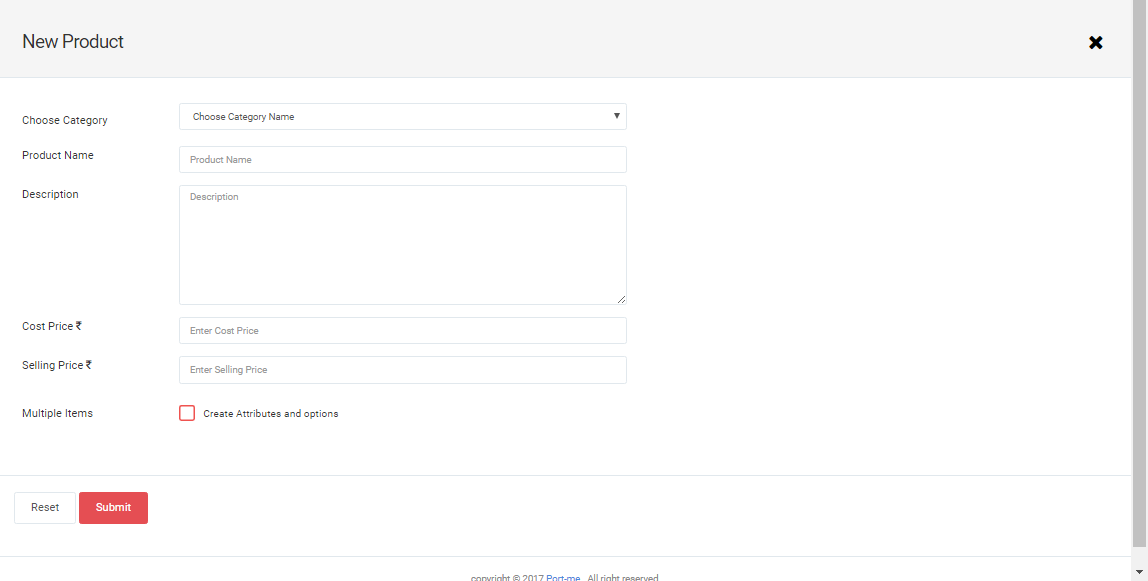 New Product
Choose Category
Choose Category Name
Product Name
Product Name
Description
Description
Cost Price ₹
Enter Cost Price
Selling Price ₹
Enter Selling Price
Multiple Items
Create Attributes and options
Reset
Submit
copyright © 2017 Port-me . All right reserved